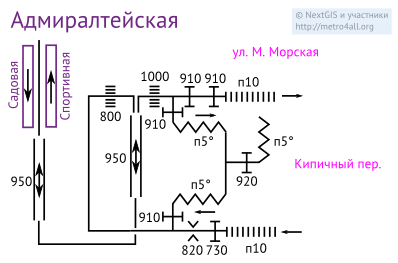 Адмиралтейская
© NextGIS и участники
http://metro4all.org
ул. М. Морская
Садовая
Спортивная
1000
910
910
п10
800
910
п5°
п5°
950
950
Кипичный пер.
п5°
920
910
820
730
п10